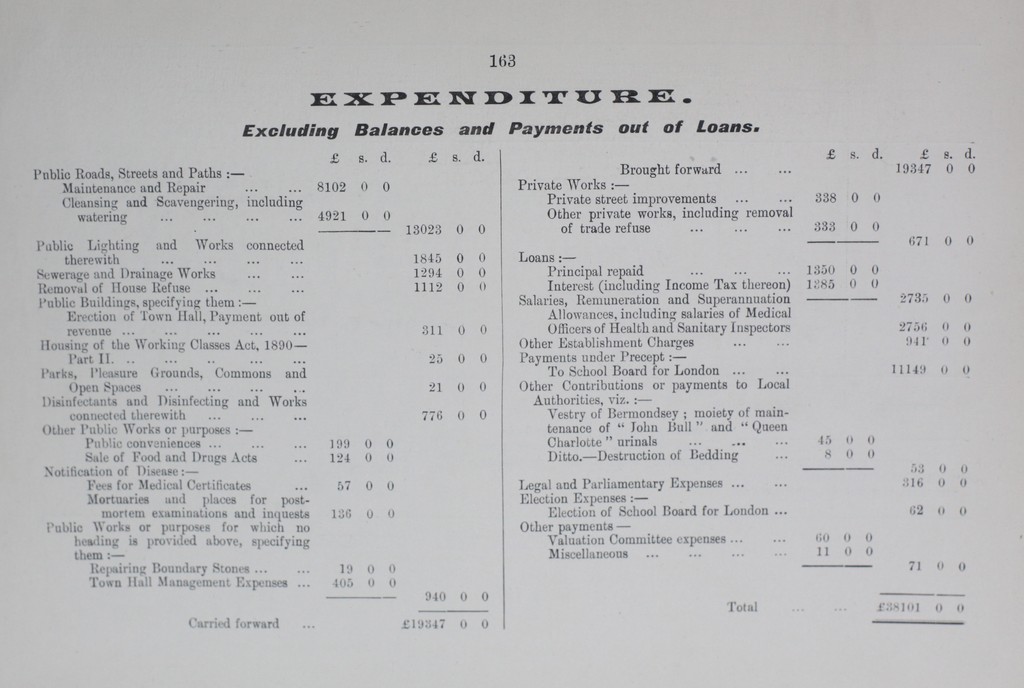 163
EXPENDITURE.
Excluding Balances and Payments out of Loans.
£ s. d. £ s. d.
Public Roads, Streets and Paths :—
Maintenance and Repair ... ... 8102 0 0
Cleansing and Scavengering, including
watering ... ... ... ... 4921 0 0
13023 0 0
Public Lighting and Works connected
therewith ... ... ... ... 1845 0 0
Sewerage and Drainage Works ... ... 1294 0 0
Removal of House Refuse ... ... ... 1112 0 0
Public Buildings, specifying them :—
Erection of Town Hall, Payment out of
revenue ... ... ... ... ... 311 0 0
Housing of the Working Classes Act, 1890—
Part II. .. ... .. ... ... 25 0 0
Parks, Pleasure Grounds, Commons and
Open Spaces ... ... ... ... 21 0 0
Disinfectants and Disinfecting and Works
connected therewith ... ... ... 776 0 0
Other Public Works or purposes :—
Public conveniences ... ... ... 199 0 0
Sale of Food and Drugs Acts ... 124 0 0
Notification of Disease :—
Fees for Medical Certificates ... 57 0 0
Mortuaries and places for post-
mortem examinations and inquests 136 0 0
Public Works or purposes for which no
heading is provided above, specifying
them :—
Repairing Boundary Stones ... ... 19 0 0
Town Hall Management Expenses ... 405 0 0
940 0 0
Carried forward ... £19347 0 0
£ s. d. £ s. d.
Brought forward ... ... 19347 0 0
Private Works :—
Private street improvements ... ... 338 0 0
Other private works, including removal
of trade refuse ... ... ... 333 0 0
671 0 0
Loans :—
Principal repaid ... ... ... 1350 0 0
Interest (including Income Tax thereon) 1385 0 0
Salaries, Remuneration and Superannuation 2735 0 0
Allowances, including salaries of Medical
Officers of Health and Sanitary Inspectors 2756 0 0
Other Establishment Charges ... ... 941 0 0
Payments under Precept :—
To School Board for London ... ... 11149 0 0
Other Contributions or payments to Local
Authorities, viz. :—
Vestry of Bermondsey ; moiety of main-
tenance of “ John Bull ” and “ Queen
Charlotte ” urinals ... ... ... 45 0 0
Ditto.—Destruction of Bedding ... 8 0 0
53 0 0
Legal and Parliamentary Expenses ... ... 316 0 0
Election Expenses :—
Election of School Board for London ... 62 0 0
Other payments —
Valuation Committee expenses ... ... 60 0 0
Miscellaneous ... ... ... ... 11 0 0
71 0 0
Total ... ... £38101 0 0